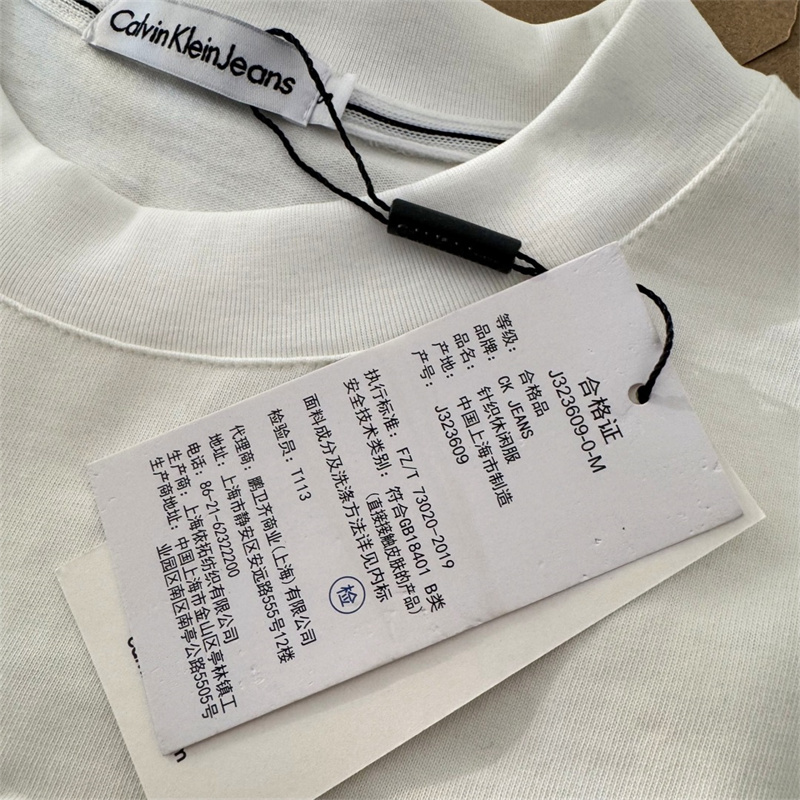 Calvin Klein Jeans
合格证
J323609-0-M
等级：合格品
品牌：CK JEANS
品名：针织休闲服
产地：中国上海市制造
产号：J323609
执行标准：FZ/T 73020-2019
安全技术类别：符合GB18401 B类
(直接接触皮肤的产品)
面料成分及洗涤方法详见内标
检验员：T113
检
代理商：鹏卫齐商业(上海)有限公司
地址：上海市静安区安远路555号12楼
电话：86-21-62322200
生产商：上海依拓纺织有限公司
生产商地址：中国上海市金山区亭林镇工
业园区南区南亭公路5505号